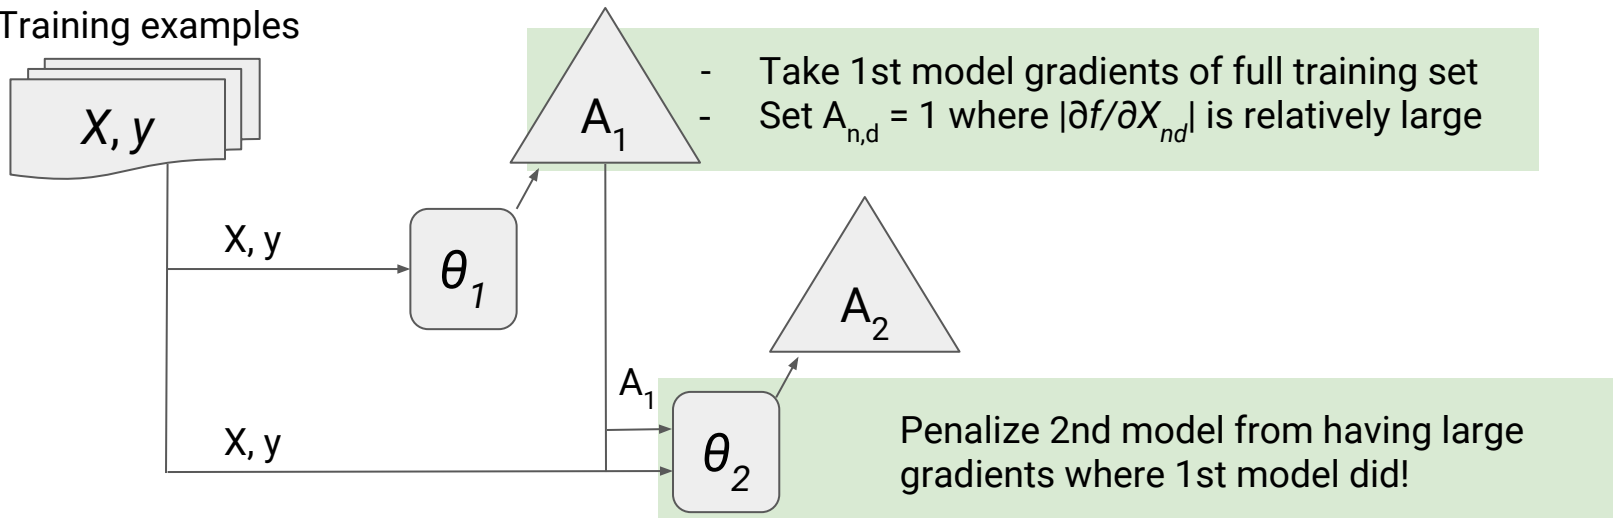 Training examples
X, y
A1
- Take 1st model gradients of full training set
- Set An,d = 1 where |∂f/∂Xnd| is relatively large
X, y
θ1
A2
A1
X, y
θ2
Penalize 2nd model from having large
gradients where 1st model did!